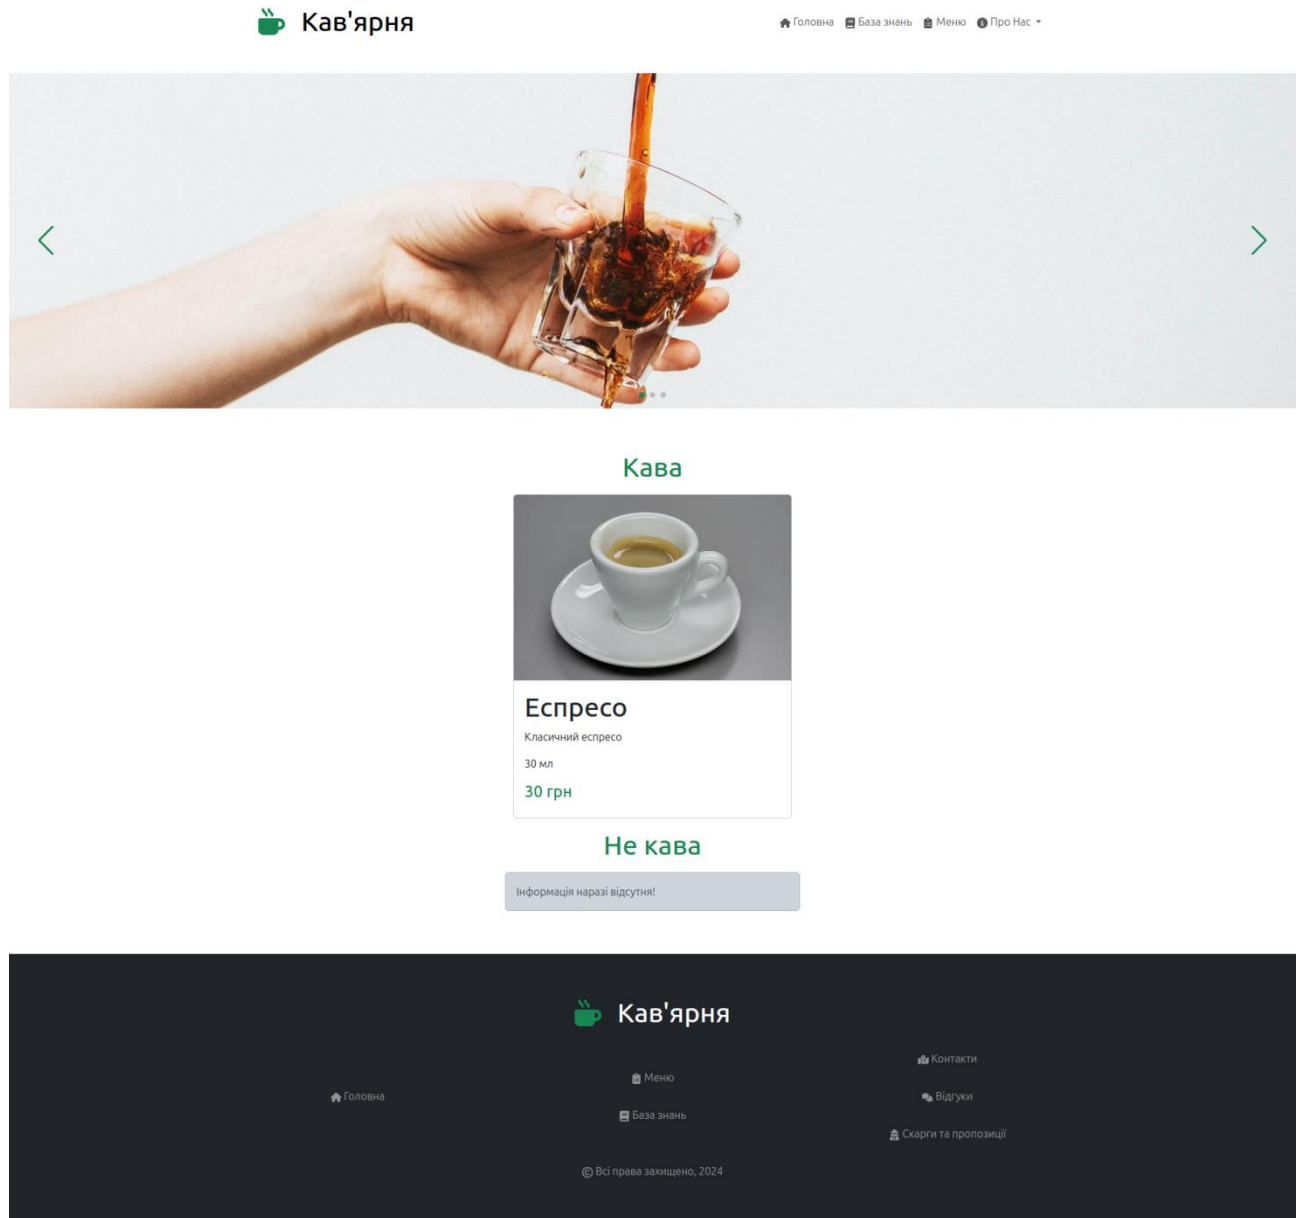 Кав'ярня
Головна База знань Меню Про Нас
Кава
Еспресо
Класичний еспресо
30 мл
30 грн
Не кава
Інформація наразі відсутня!
Кав'ярня
Головна
Меню
База знань
Контакти
Відгуки
Скарги та пропозиції
© Всі права захищено, 2024